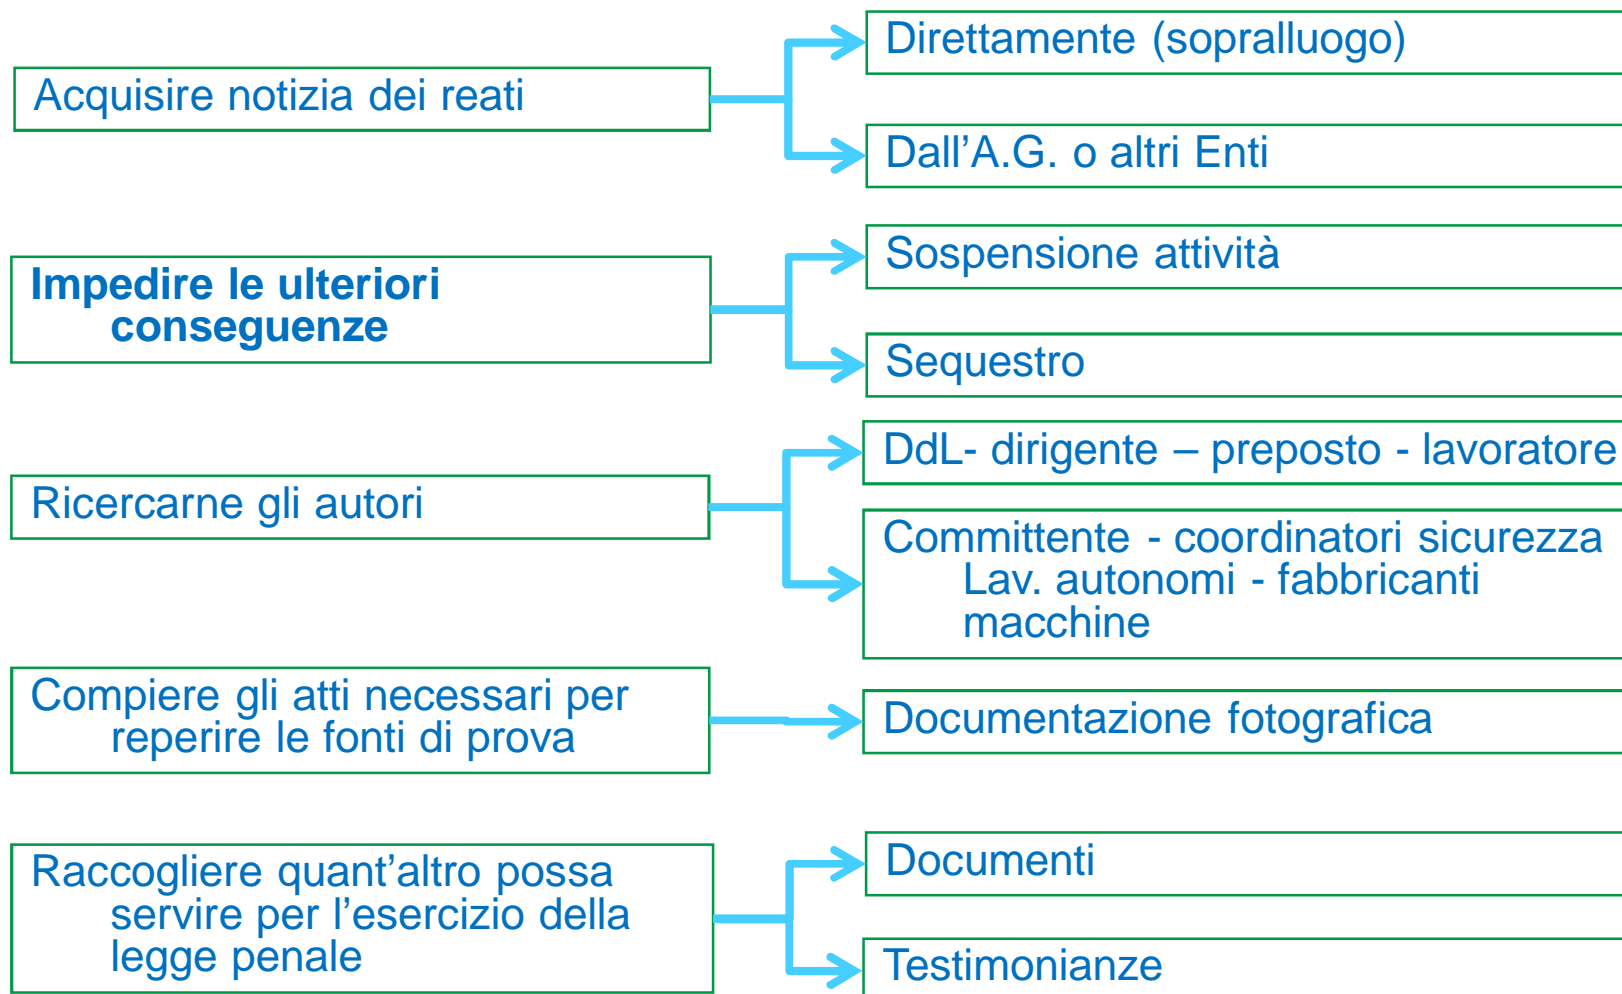 Acquisire notizia dei reati
Direttamente (sopralluogo)
Dall'A.G. o altri Enti
Impedire le ulteriori
conseguenze
Sospensione attività
Sequestro
Ricercarne gli autori
DdL- dirigente – preposto - lavoratore
Committente - coordinatori sicurezza
Lav. autonomi - fabbricanti
macchine
Compiere gli atti necessari per
reperire le fonti di prova
Documentazione fotografica
Raccogliere quant’altro possa
servire per l’esercizio della
legge penale
Documenti
Testimonianze